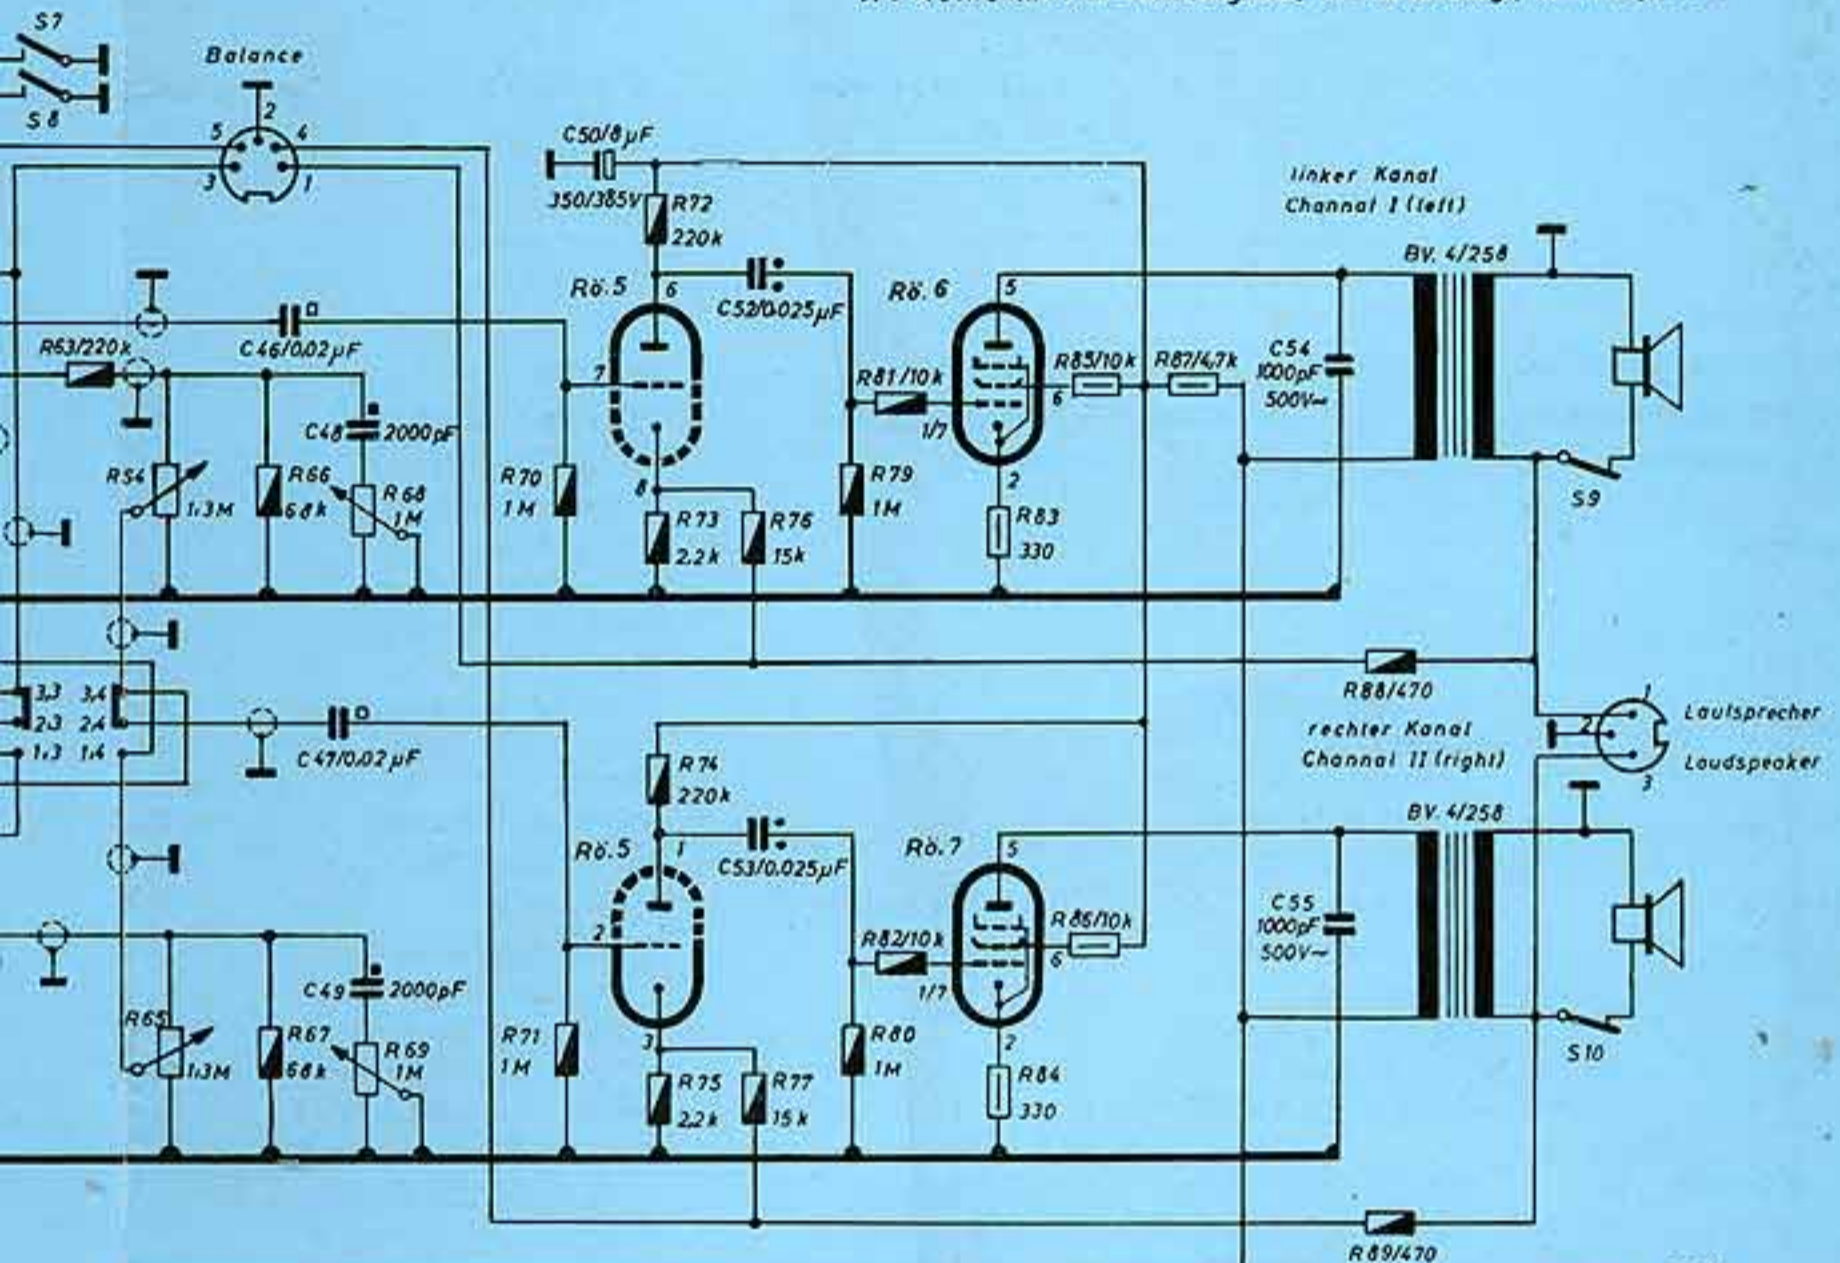 S7
S8
Balance
2
5
4
3
1
C50/8µF
350/385V
R72
220k
linker Kanal
Channal I (left)
BV. 4/258
Rö.5
6
C52/0.025µF
Rö.6
5
R63/220k
C46/0,02µF
7
R81/10k
R85/10k
R87/4,7k
6
1/7
C54
1000pF
500V~
C48
2000pF
R54
1,3M
R66
68k
R68
1M
R70
1M
8
R73
2,2k
R76
15k
R79
1M
2
R83
330
S9
R88/470
3,3
3,4
2,3
2,4
1,3
1,4
C47/0,02µF
R74
220k
rechter Kanal
Channal II (right)
1
2
3
Lautsprecher
Loudspeaker
BV. 4/258
Rö.5
1
C53/0.025µF
Rö.7
5
2
R82/10k
R86/10k
6
1/7
C55
1000pF
500V~
C49
2000pF
R65
1,3M
R67
68k
R69
1M
R71
1M
3
R75
2,2k
R77
15k
R80
1M
2
R84
330
S10
R89/470